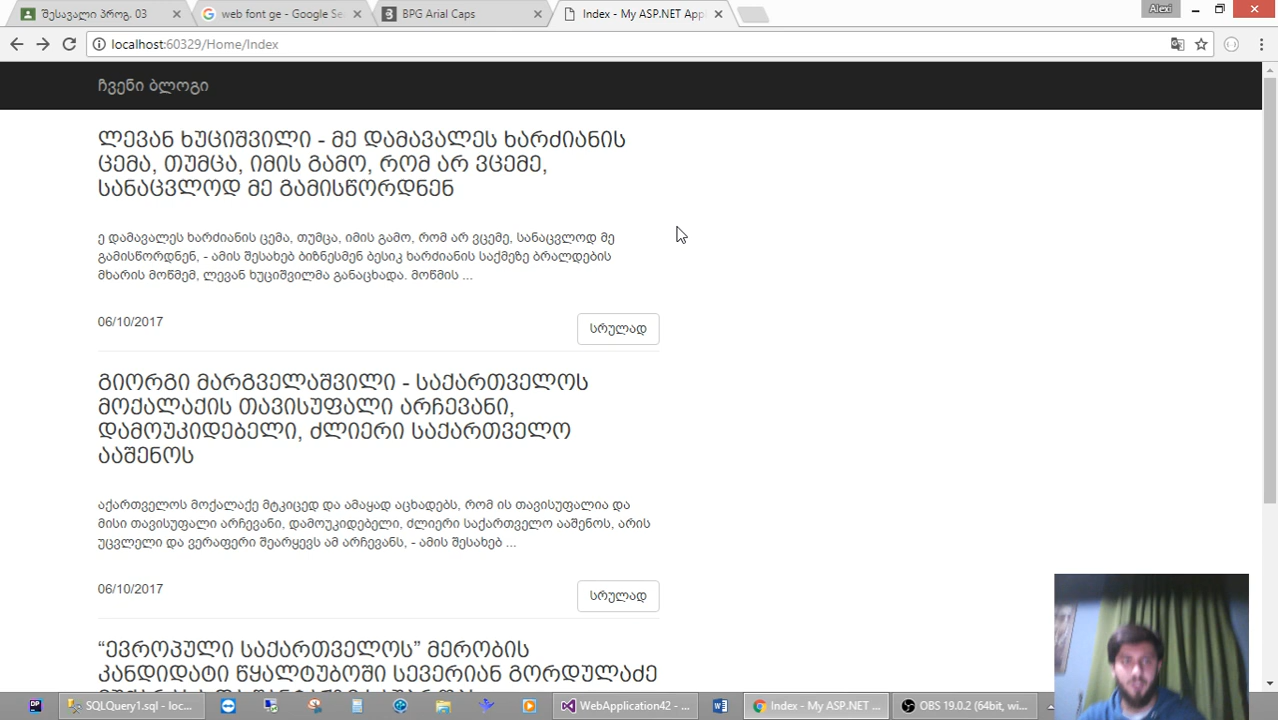 შესავალი პროგ. 03
web font ge - Google Se
BPG Arial Caps
Index - My ASP.NET Appl
Alexi
localhost:60329/Home/Index
ჩვენი ბლოგი
ლევან ხუციშვილი - მე დამავალეს ხარძიანის
ცემა, თუმცა, იმის გამო, რომ არ ვცემე,
სანაცვლოდ მე გამისწორდნენ
ე დამავალეს ხარძიანის ცემა, თუმცა, იმის გამო, რომ არ ვცემე, სანაცვლოდ მე
გამისწორდნენ, - ამის შესახებ ბიზნესმენ ბესიკ ხარძიანის საქმეზე ბრალდების
მხარის მოწმემ, ლევან ხუციშვილმა განაცხადა. მოწმის ...
06/10/2017
სრულად
გიორგი მარგველაშვილი - საქართველოს
მოქალაქის თავისუფალი არჩევანი,
დამოუკიდებელი, ძლიერი საქართველო
ააშენოს
აქართველოს მოქალაქე მტკიცედ და ამაყად აცხადებს, რომ ის თავისუფალია და
მისი თავისუფალი არჩევანი, დამოუკიდებელი, ძლიერი საქართველო ააშენოს, არის
უცვლელი და ვერაფერი შეარყევს ამ არჩევანს, - ამის შესახებ ...
06/10/2017
სრულად
“ევროპული საქართველოს” მერობის
კანდიდატი წყალტუბოში სევერიან გორდულაძე
SQLQuery1.sql - loc...
WebApplication42 - ...
Index - My ASP.NET ...
OBS 19.0.2 (64bit, wi...